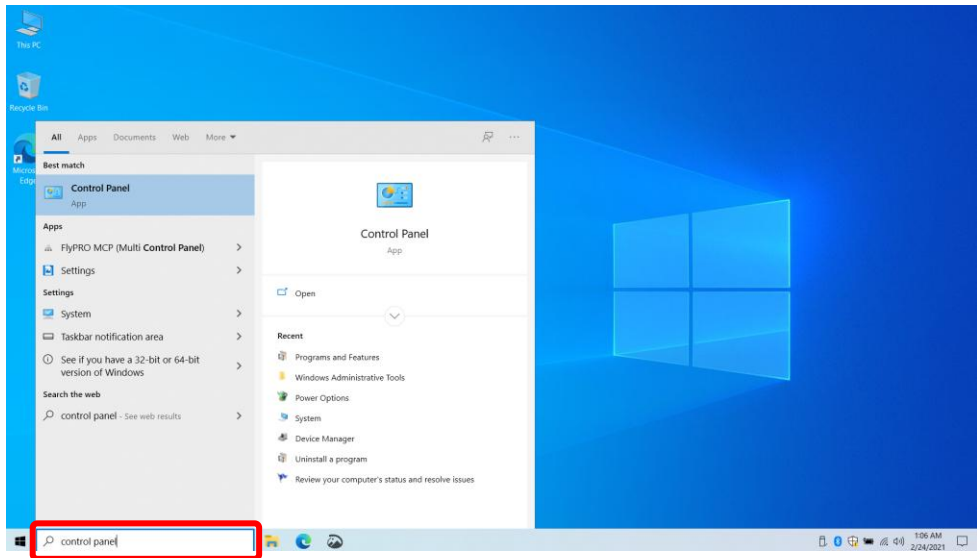 This PC
Recycle Bin
Micros
Edge
All Apps Documents Web More
Best match
Control Panel
App
Apps
FlyPRO MCP (Multi Control Panel)
Settings
Settings
System
Taskbar notification area
See if you have a 32-bit or 64-bit
version of Windows
Search the web
control panel - See web results
Control Panel
App
Open
Recent
Programs and Features
Windows Administrative Tools
Power Options
System
Device Manager
Uninstall a program
Review your computer's status and resolve issues
control panel
1:06 AM
2/24/2021